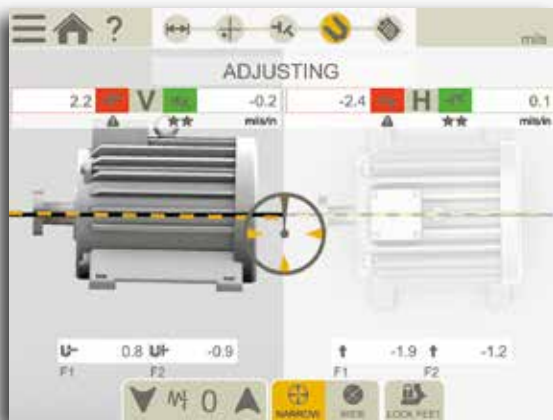 ?
mils
ADJUSTING
2.2 V -0.2 -2.4 H 0.1
mils/in mils/in
0.8 -0.9 -1.9 -1.2
F1 F2 F1 F2
0 NARROW WIDE LOCK FEET